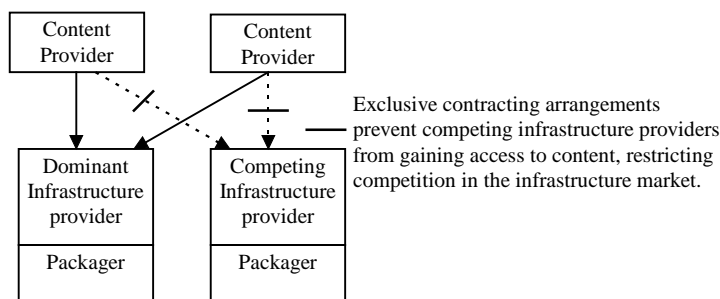 Content
Provider
Content
Provider
Exclusive contracting arrangements
prevent competing infrastructure providers
from gaining access to content, restricting
competition in the infrastructure market.
Dominant
Infrastructure
provider
Competing
Infrastructure
provider
Packager
Packager